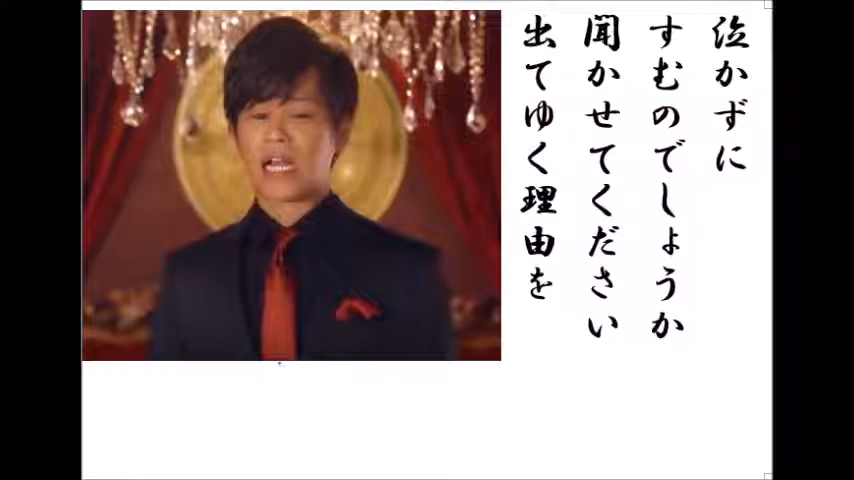 泣かずに
すむのでしょうか
聞かせてください
出てゆく理由を